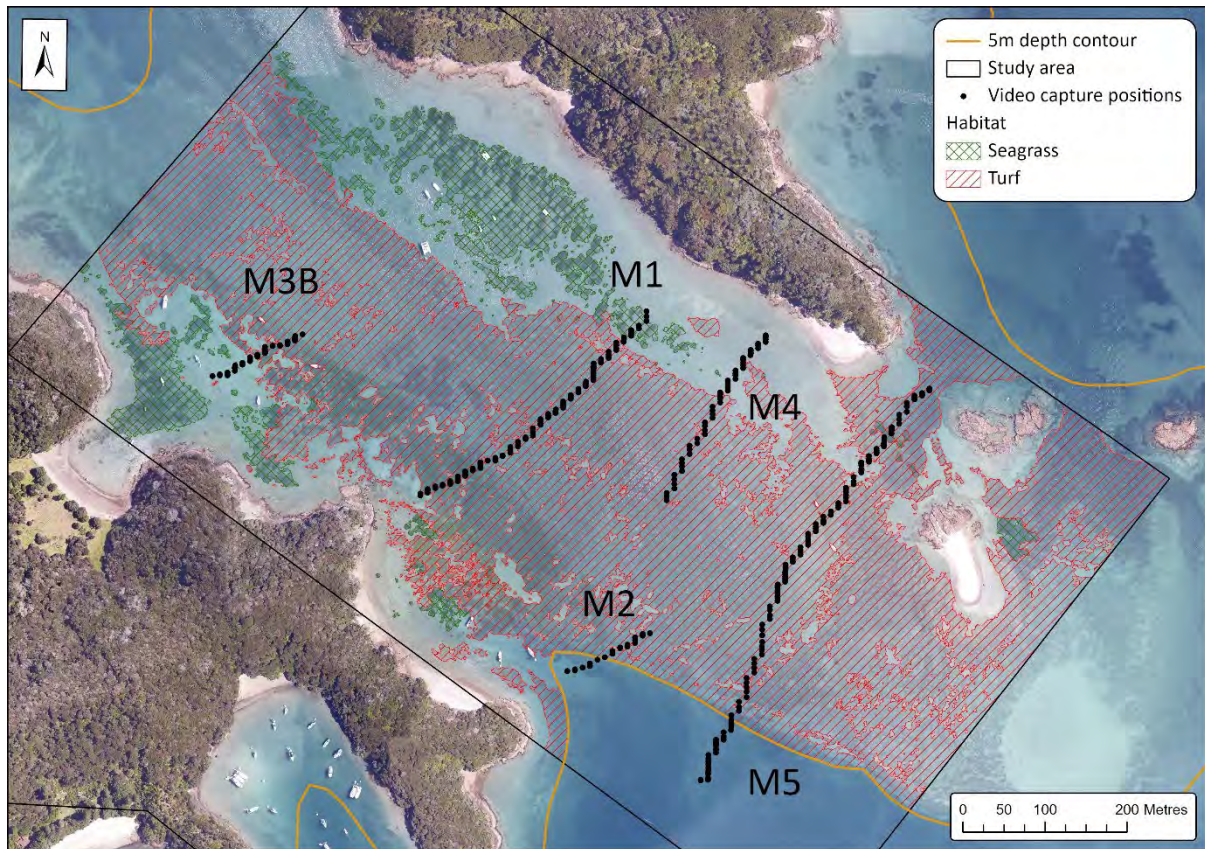 N
5m depth contour
Study area
Video capture positions
Habitat
Seagrass
Turf
M1
M3B
M4
M2
M5
0 50 100 200 Metres